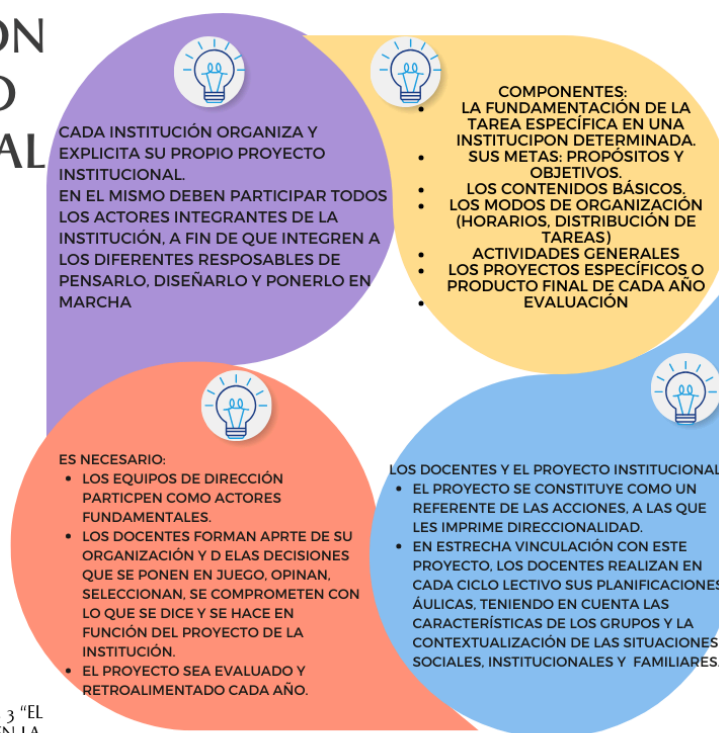 ON
O
AL
CADA INSTITUCIÓN ORGANIZA Y
EXPLICITA SU PROPIO PROYECTO
INSTITUCIONAL.
EN EL MISMO DEBEN PARTICIPAR TODOS
LOS ACTORES INTEGRANTES DE LA
INSTITUCIÓN, A FIN DE QUE INTEGREN A
LOS DIFERENTES RESPOSABLES DE
PENSARLO, DISEÑARLO Y PONERLO EN
MARCHA
COMPONENTES:
• LA FUNDAMENTACIÓN DE LA
TAREA ESPECÍFICA EN UNA
INSTITUCIPON DETERMINADA.
• SUS METAS: PROPÓSITOS Y
OBJETIVOS.
• LOS CONTENIDOS BÁSICOS.
• LOS MODOS DE ORGANIZACIÓN
(HORARIOS, DISTRIBUCIÓN DE
TAREAS)
• ACTIVIDADES GENERALES
• LOS PROYECTOS ESPECÍFICOS O
PRODUCTO FINAL DE CADA AÑO
• EVALUACIÓN
ES NECESARIO:
• LOS EQUIPOS DE DIRECCIÓN
PARTICPEN COMO ACTORES
FUNDAMENTALES.
• LOS DOCENTES FORMAN APRTE DE SU
ORGANIZACIÓN Y D ELAS DECISIONES
QUE SE PONEN EN JUEGO, OPINAN,
SELECCIONAN, SE COMPROMETEN CON
LO QUE SE DICE Y SE HACE EN
FUNCIÓN DEL PROYECTO DE LA
INSTITUCIÓN.
• EL PROYECTO SEA EVALUADO Y
RETROALIMENTADO CADA AÑO.
LOS DOCENTES Y EL PROYECTO INSTITUCIONAL
• EL PROYECTO SE CONSTITUYE COMO UN
REFERENTE DE LAS ACCIONES, A LAS QUE
LES IMPRIME DIRECCIONALIDAD.
• EN ESTRECHA VINCULACIÓN CON ESTE
PROYECTO, LOS DOCENTES REALIZAN EN
CADA CICLO LECTIVO SUS PLANIFICACIONES
ÁULICAS, TENIENDO EN CUENTA LAS
CARACTERÍSTICAS DE LOS GRUPOS Y LA
CONTEXTUALIZACIÓN DE LAS SITUACIONES
SOCIALES, INSTITUCIONALES Y FAMILIARES.
3 “EL
EN LA